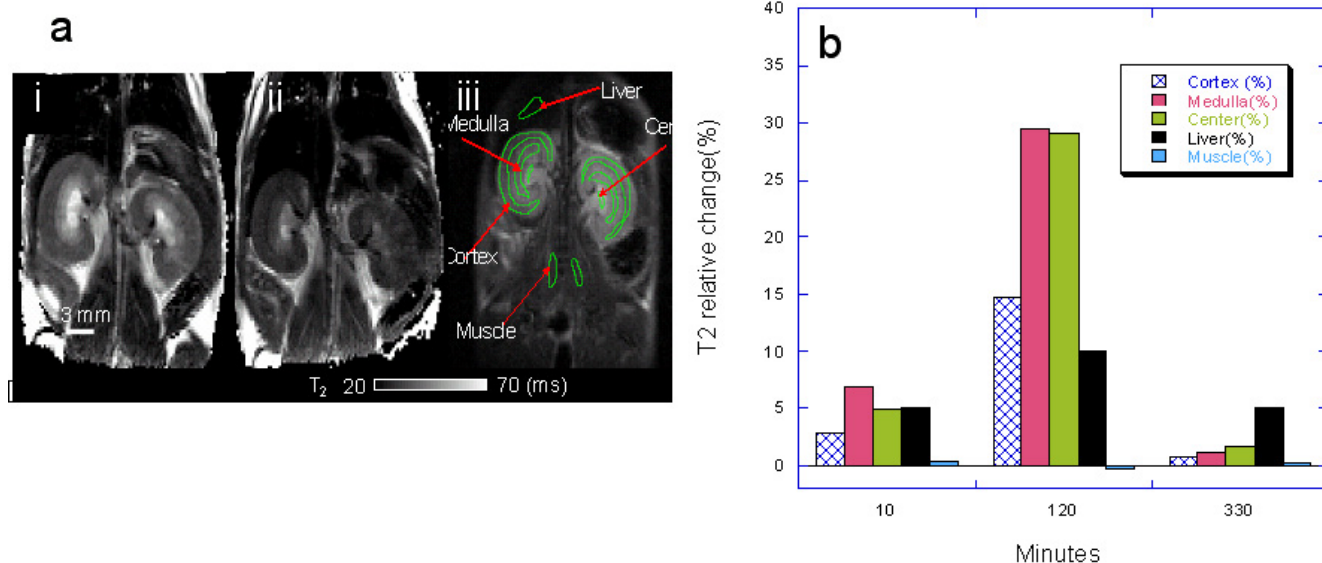 a
i
ii
iii
Liver
Medulla
Cen
Cortex
Muscle
3 mm
T₂ 20 70 (ms)
b
T2 relative change(%)
40
35
30
25
20
15
10
5
0
Cortex (%)
Medulla(%)
Center(%)
Liver(%)
Muscle(%)
10 120 330
Minutes